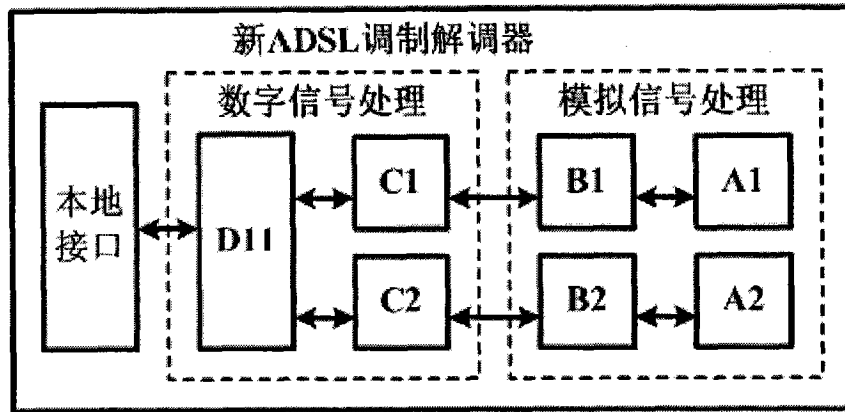 新ADSL调制解调器
数字信号处理
模拟信号处理
本地
接口
D11
C1
B1
A1
C2
B2
A2